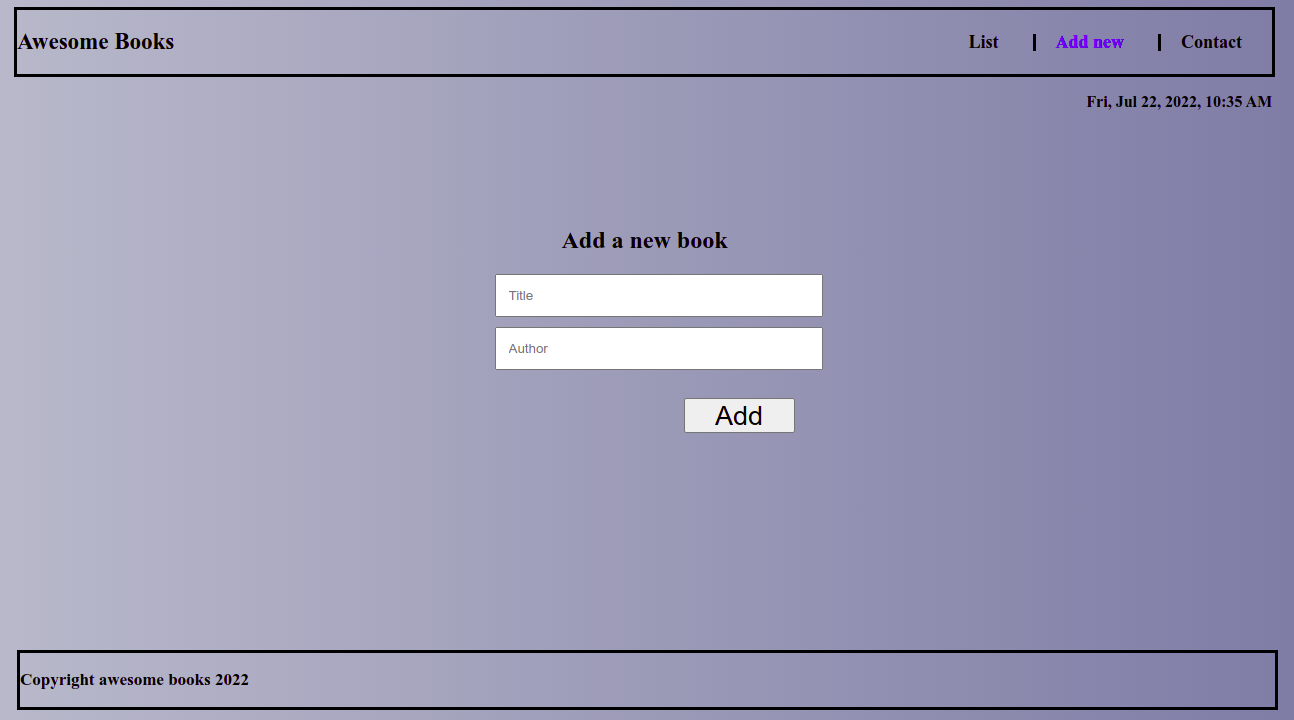 Awesome Books
List
Add new
Contact
Fri, Jul 22, 2022, 10:35 AM
Add a new book
Title
Author
Add
Copyright awesome books 2022